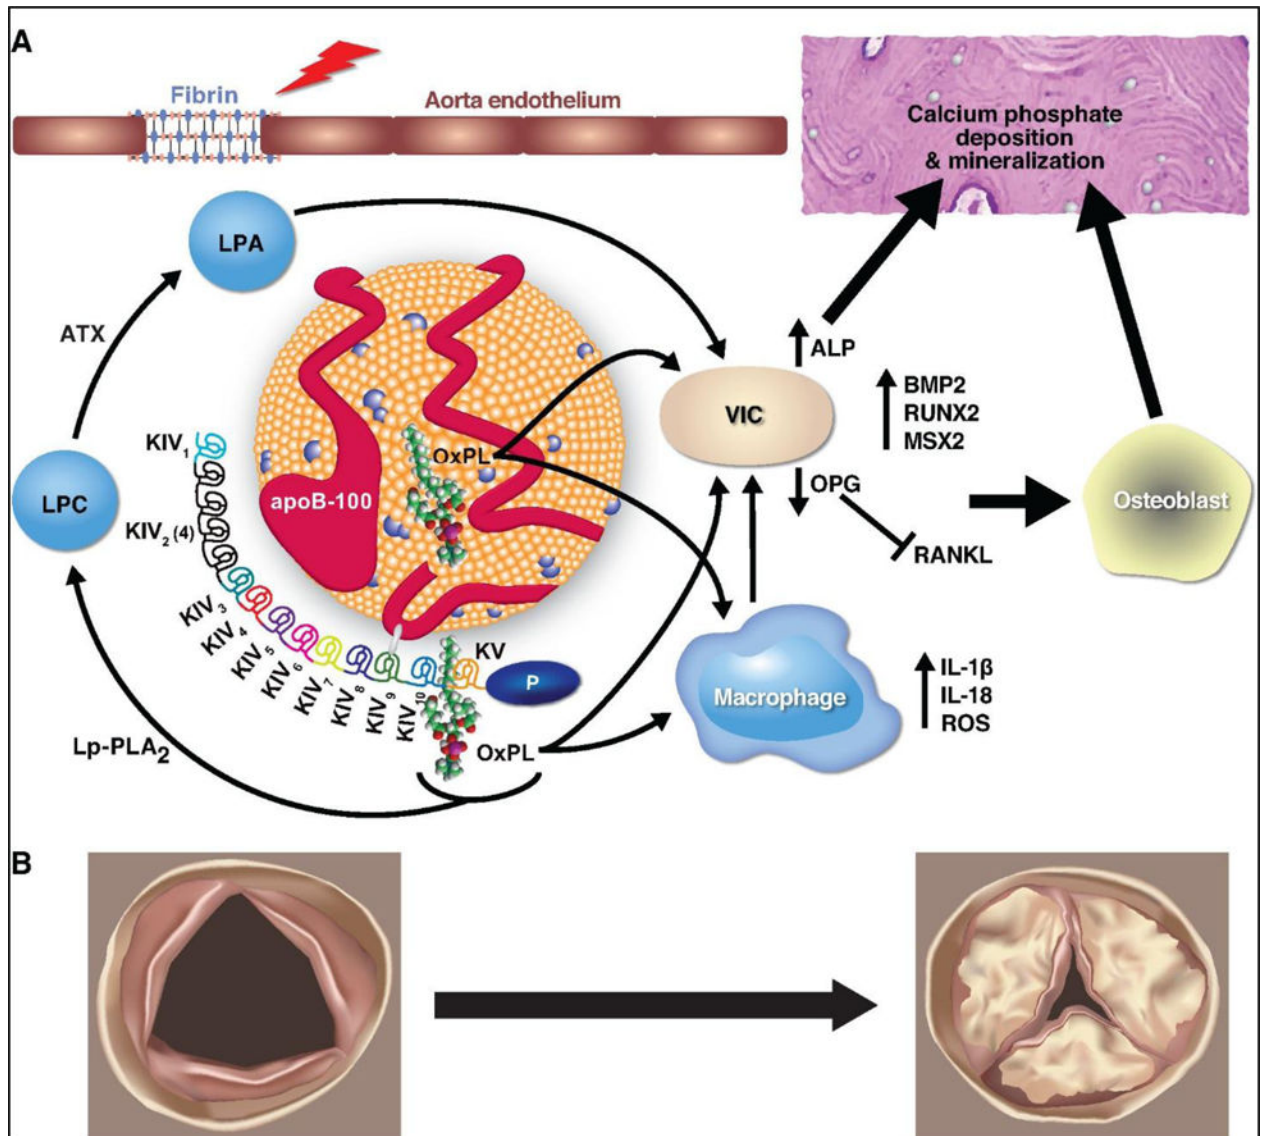 A
Fibrin
Aorta endothelium
Calcium phosphate
deposition
& mineralization
LPA
ATX
ALP
BMP2
RUNX2
MSX2
VIC
KIV1
OxPL
apoB-100
LPC
OPG
Osteoblast
KIV2 (4)
RANKL
KIV3
KIV4
KIV5
KIV6
KIV7
KIV8
KIV9
KIV10
KV
P
Macrophage
IL-1β
IL-18
ROS
Lp-PLA2
OxPL
B